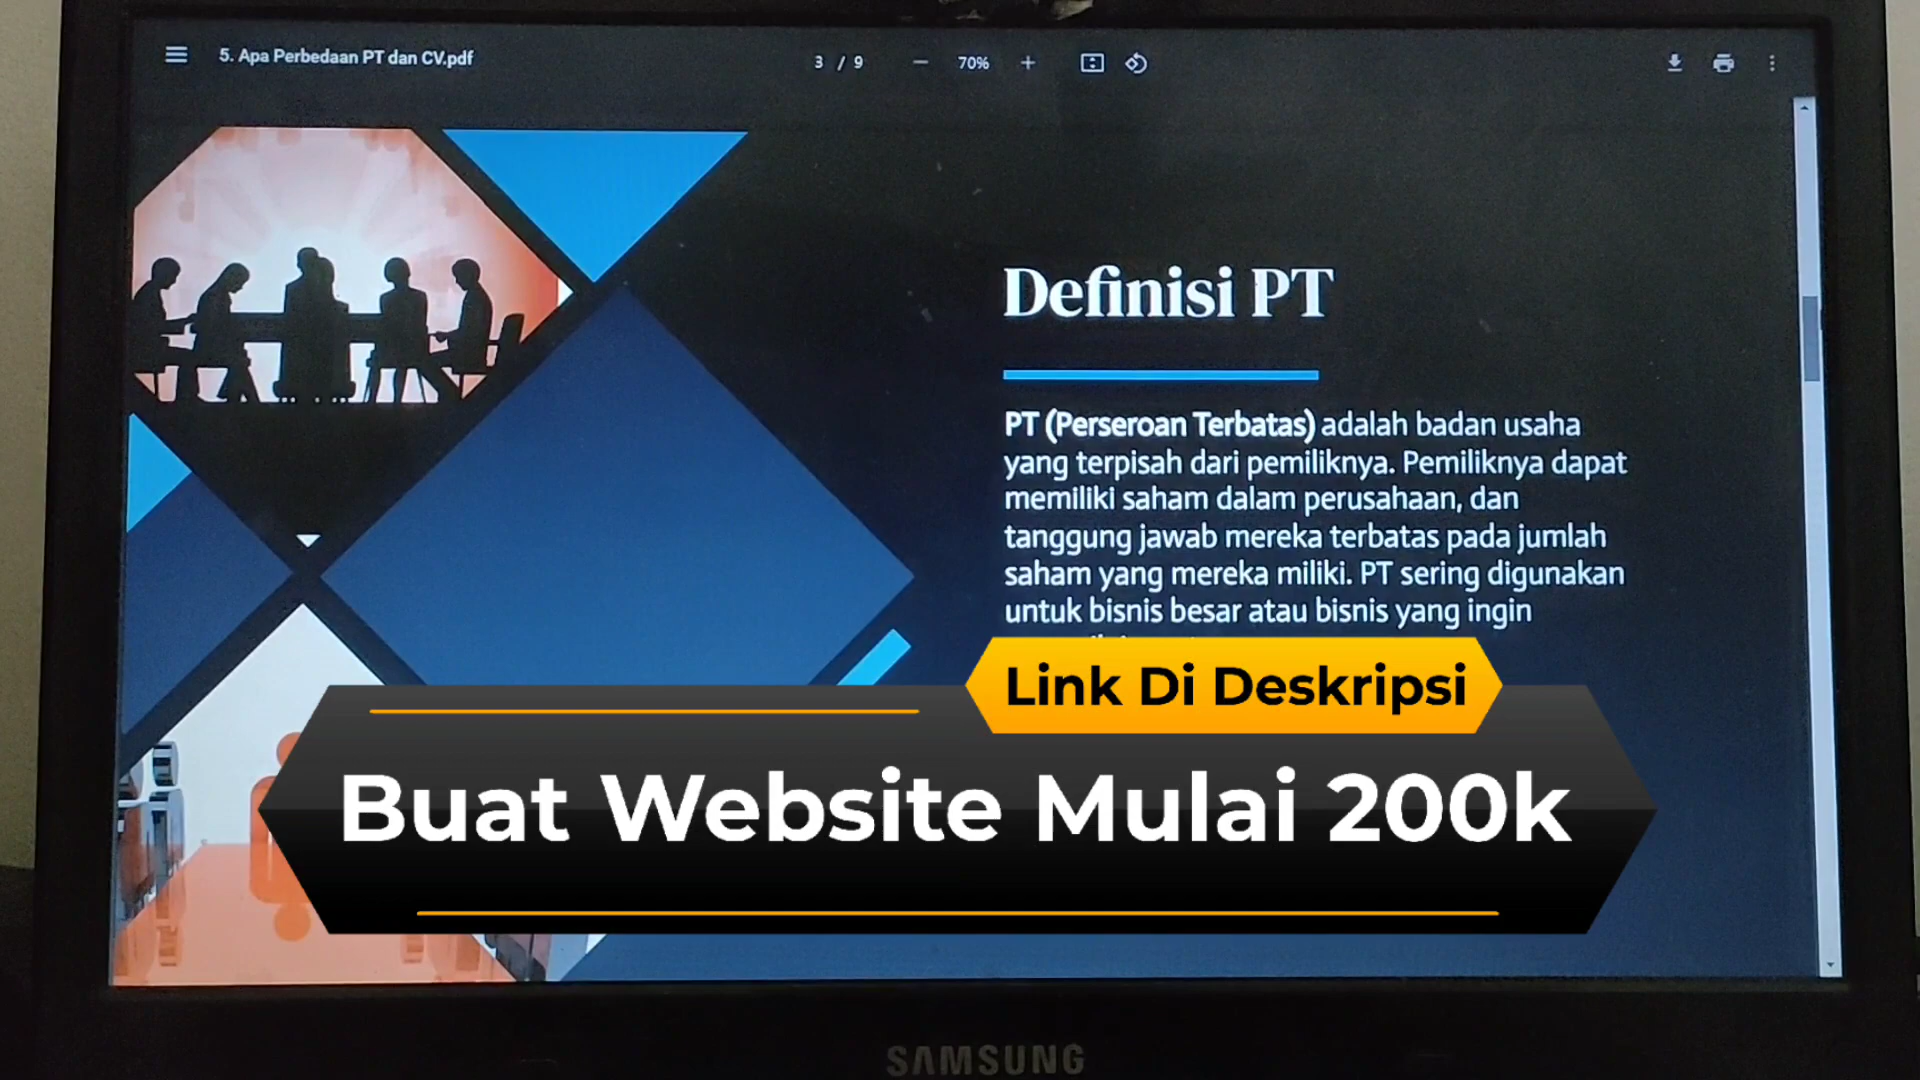 5. Apa Perbedaan PT dan CV.pdf
3 / 9
70%
Definisi PT
PT (Perseroan Terbatas) adalah badan usaha
yang terpisah dari pemiliknya. Pemiliknya dapat
memiliki saham dalam perusahaan, dan
tanggung jawab mereka terbatas pada jumlah
saham yang mereka miliki. PT sering digunakan
untuk bisnis besar atau bisnis yang ingin
Link Di Deskripsi
Buat Website Mulai 200k
SAMSUNG